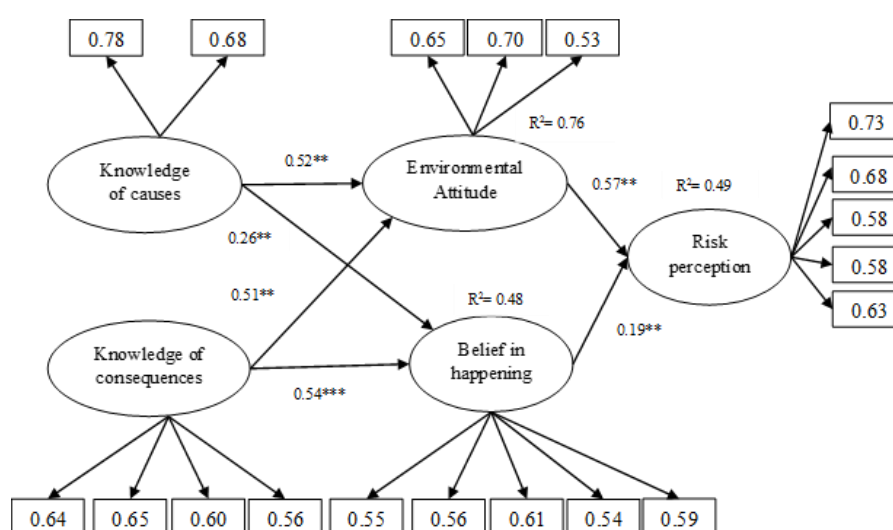 0.78 0.68 0.65 0.70 0.53
R²= 0.76
0.73
Knowledge
of causes
0.52**
Environmental
Attitude
0.57**
R²= 0.49
0.68
0.58
0.26**
Risk
perception
0.58
0.51**
R²= 0.48
0.63
0.19**
Knowledge of
consequences
Belief in
happening
0.54***
0.64 0.65 0.60 0.56 0.55 0.56 0.61 0.54 0.59